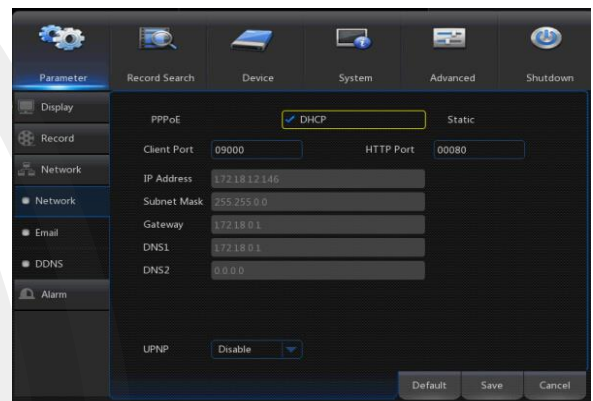 Parameter Record Search Device System Advanced Shutdown
Display
Record
Network
Network
Email
DDNS
Alarm
PPPoE DHCP Static
Client Port 09000 HTTP Port 00080
IP Address 172.18.12.146
Subnet Mask 255.255.0.0
Gateway 172.18.0.1
DNS1 172.18.0.1
DNS2 0.0.0.0
UPNP Disable
Default Save Cancel